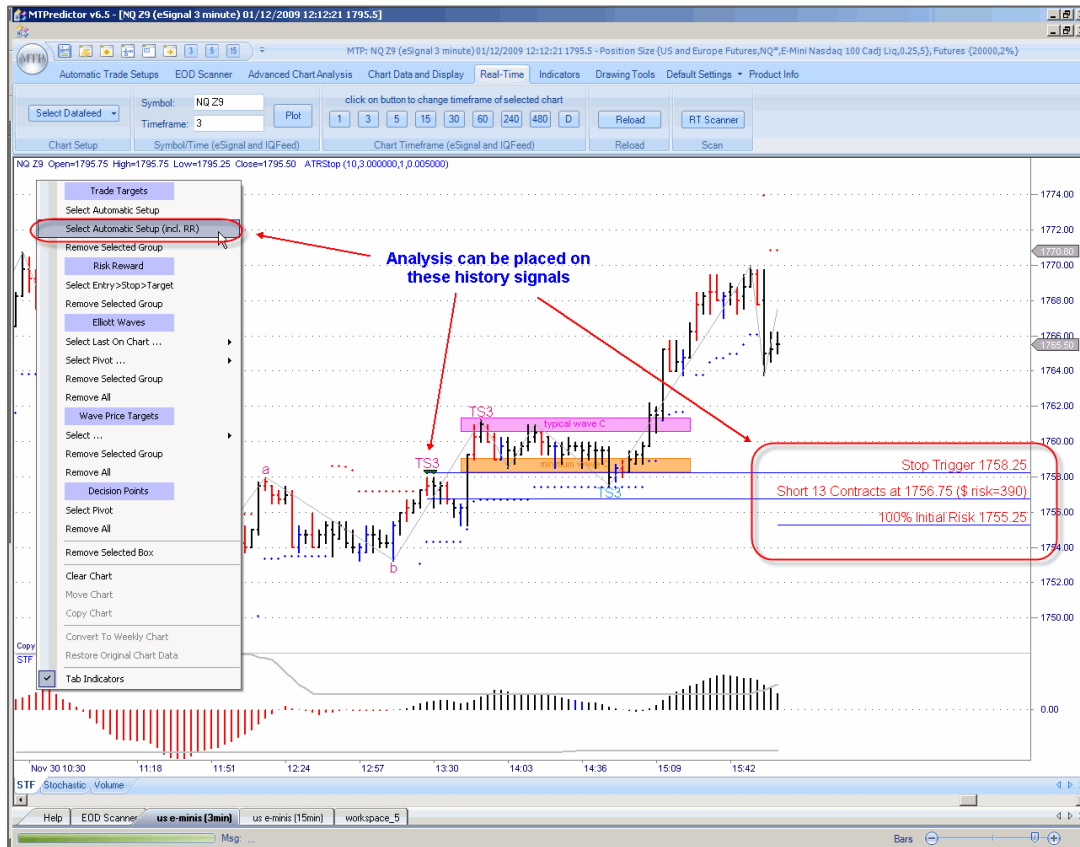 MTPredictor v6.5 - [NQ Z9 (eSignal 3 minute) 01/12/2009 12:12:21 1795.5]
MTP
3 5 15
MTP: NQ Z9 (eSignal 3 minute) 01/12/2009 12:12:21 1795.5 - Position Size {US and Europe Futures,NQ*,E-Mini Nasdaq 100 Cadj Liq,0.25,5}, Futures {20000,2%}
Automatic Trade Setups EOD Scanner Advanced Chart Analysis Chart Data and Display Real-Time Indicators Drawing Tools Default Settings Product Info
Select Datafeed
Symbol: NQ Z9
Timeframe: 3
Plot
click on button to change timeframe of selected chart
1 3 5 15 30 60 240 480 D
Reload
RT Scanner
Chart Setup
Symbol/Time (eSignal and IQFeed)
Chart Timeframe (eSignal and IQFeed)
Reload
Scan
NQ Z9 Open=1795.75 High=1795.75 Low=1795.25 Close=1795.50 ATRStop (10,3.000000,1,0.005000)
Trade Targets
Select Automatic Setup
Select Automatic Setup (incl. RR)
Remove Selected Group
Risk Reward
Select Entry>Stop>Target
Remove Selected Group
Elliott Waves
Select Last On Chart ...
Select Pivot ...
Remove Selected Group
Remove All
Wave Price Targets
Select ...
Remove Selected Group
Remove All
Decision Points
Select Pivot
Remove All
Remove Selected Box
Clear Chart
Move Chart
Copy Chart
Convert To Weekly Chart
Restore Original Chart Data
Tab Indicators
Analysis can be placed on
these history signals
TS3
typical wave C
TS3
a
TS3
b
Stop Trigger 1758.25
Short 13 Contracts at 1756.75 ($ risk=390)
100% Initial Risk 1755.25
1774.00
1772.00
1770.80
1770.00
1768.00
1766.00
1765.50
1764.00
1762.00
1760.00
1758.00
1756.00
1754.00
1752.00
1750.00
Copy
STF
0.00
Nov 30 10:30 11:18 11:51 12:24 12:57 13:30 14:03 14:36 15:09 15:42
STF Stochastic Volume
Help EOD Scanner us e-minis (3min) us e-minis (15min) workspace_5
Msg: ...
Bars